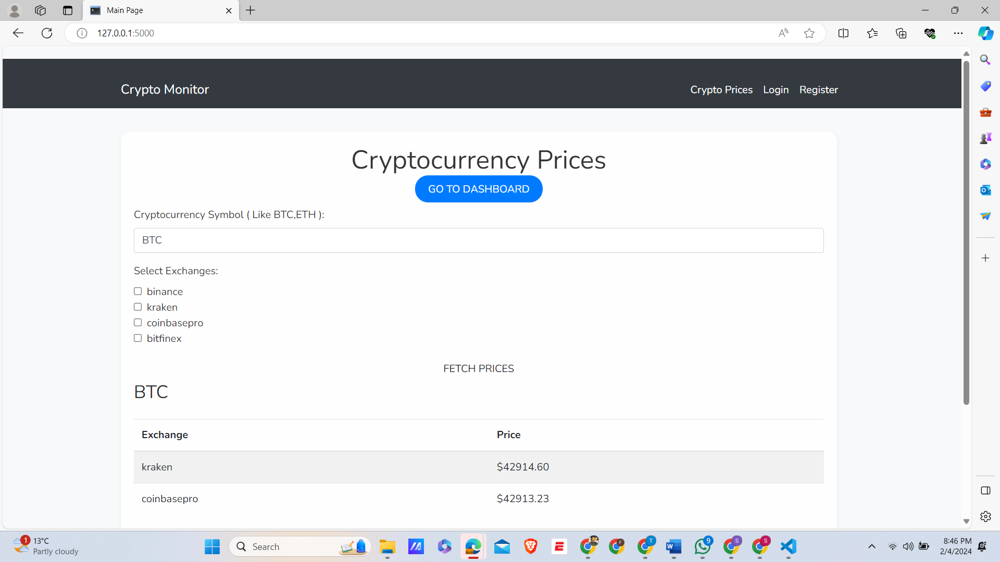 Main Page
127.0.0.1:5000
Crypto Monitor
Crypto Prices Login Register
Cryptocurrency Prices
GO TO DASHBOARD
Cryptocurrency Symbol ( Like BTC,ETH ):
BTC
Select Exchanges:
binance
kraken
coinbasepro
bitfinex
FETCH PRICES
BTC
Exchange Price
kraken $42914.60
coinbasepro $42913.23
1 13°C
Partly cloudy
Search
9
8:46 PM
2/4/2024